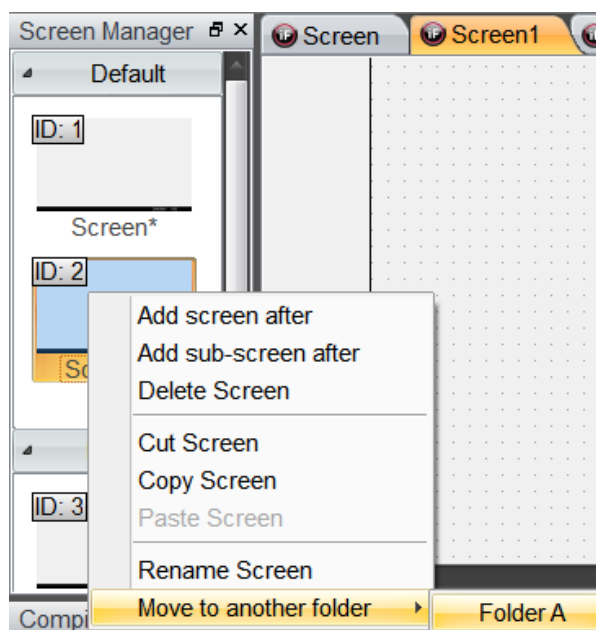 Screen Manager
Screen
Screen1
Default
ID: 1
Screen*
ID: 2
Add screen after
Add sub-screen after
Delete Screen
Cut Screen
Copy Screen
Paste Screen
ID: 3
Rename Screen
Move to another folder
Folder A